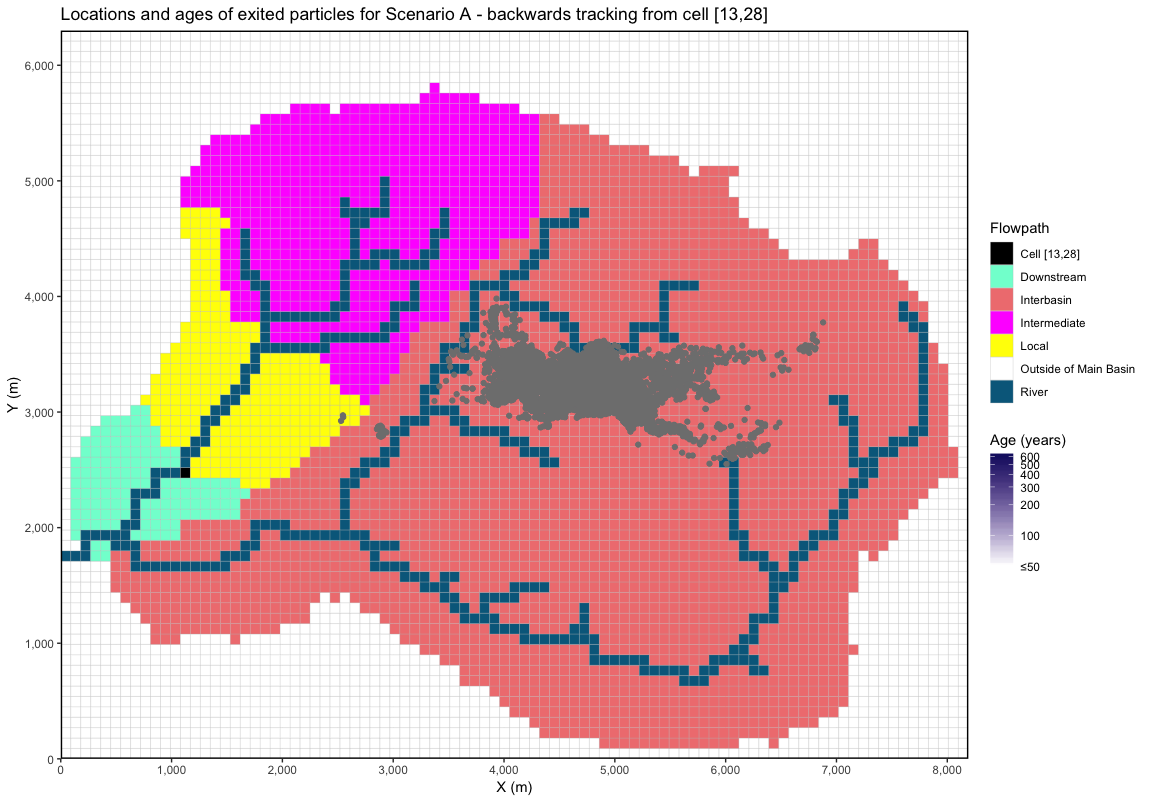 Locations and ages of exited particles for Scenario A - backwards tracking from cell [13,28]
6,000
5,000
4,000
3,000
2,000
1,000
0
Y (m)
0
1,000
2,000
3,000
4,000
5,000
6,000
7,000
8,000
X (m)
Flowpath
Cell [13,28]
Downstream
Interbasin
Intermediate
Local
Outside of Main Basin
River
Age (years)
600
500
400
300
200
100
≤50